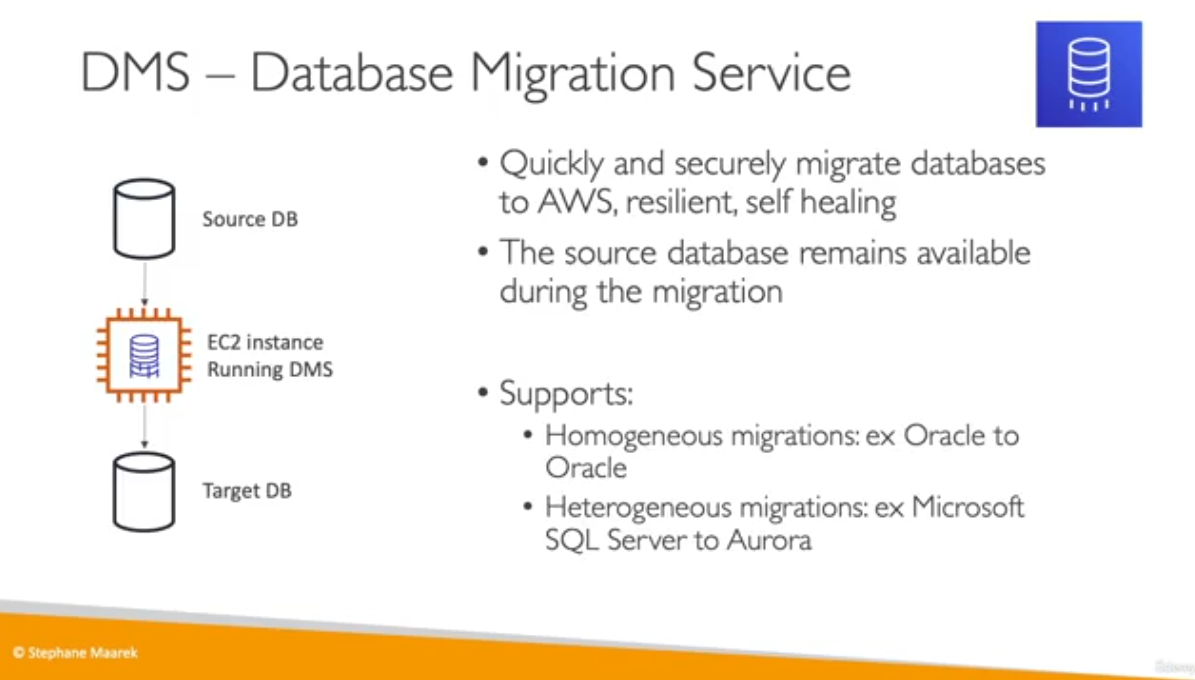 DMS – Database Migration Service
Source DB
EC2 instance
Running DMS
Target DB
• Quickly and securely migrate databases
to AWS, resilient, self healing
• The source database remains available
during the migration
• Supports:
• Homogeneous migrations: ex Oracle to
Oracle
• Heterogeneous migrations: ex Microsoft
SQL Server to Aurora
© Stephane Maarek